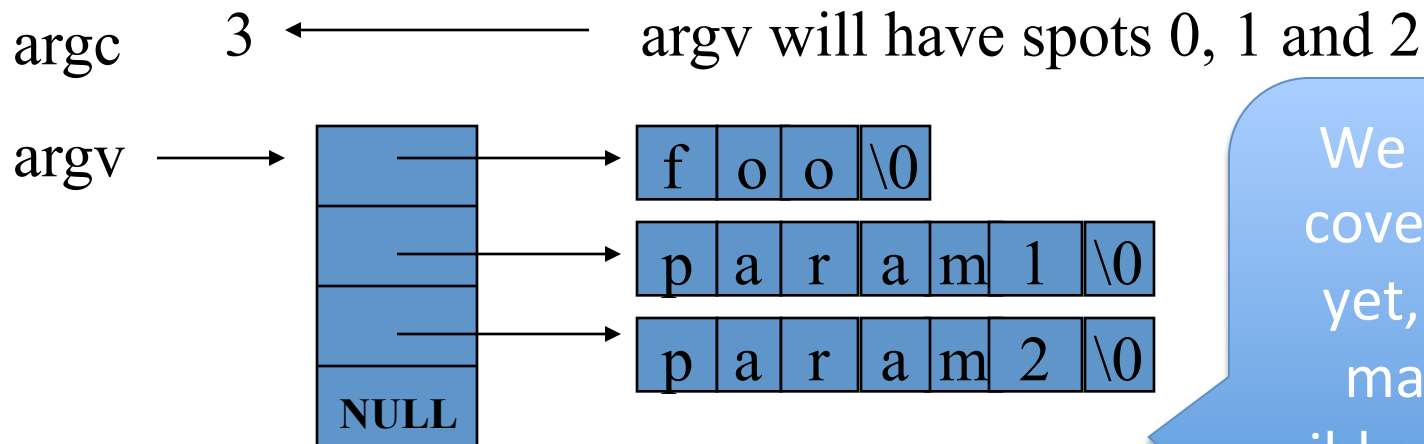 argc 3 argv will have spots 0, 1 and 2
argv
f o o \0
p a r a m 1 \0
p a r a m 2 \0
NULL
We
cove
yet,
ma